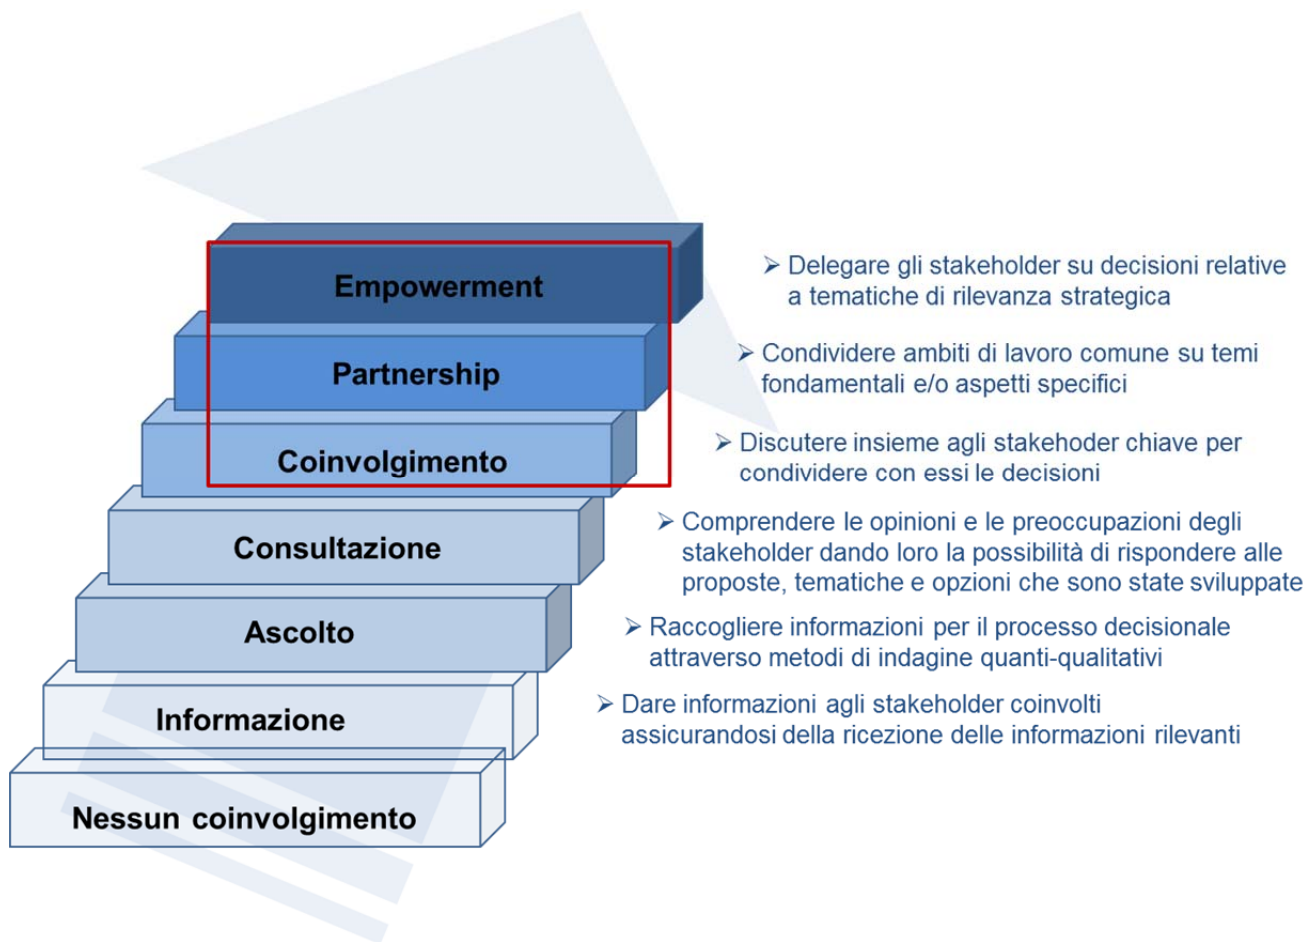 Empowerment
➢ Delegare gli stakeholder su decisioni relative
a tematiche di rilevanza strategica
Partnership
➢ Condividere ambiti di lavoro comune su temi
fondamentali e/o aspetti specifici
Coinvolgimento
➢ Discutere insieme agli stakehoder chiave per
condividere con essi le decisioni
Consultazione
➢ Comprendere le opinioni e le preoccupazioni degli
stakeholder dando loro la possibilità di rispondere alle
proposte, tematiche e opzioni che sono state sviluppate
Ascolto
➢ Raccogliere informazioni per il processo decisionale
attraverso metodi di indagine quanti-qualitativi
Informazione
➢ Dare informazioni agli stakeholder coinvolti
assicurandosi della ricezione delle informazioni rilevanti
Nessun coinvolgimento